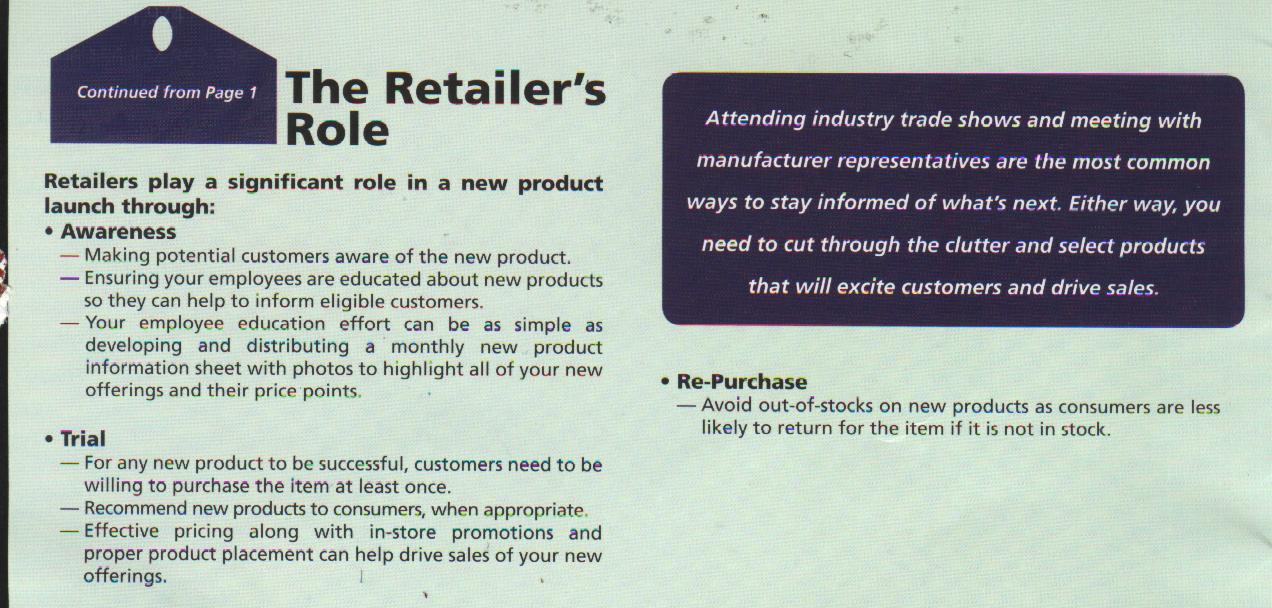 Continued from Page 1
The Retailer's
Role
Retailers play a significant role in a new product
launch through:
• Awareness
— Making potential customers aware of the new product.
— Ensuring your employees are educated about new products
so they can help to inform eligible customers.
— Your employee education effort can be as simple as
developing and distributing a monthly new product
information sheet with photos to highlight all of your new
offerings and their price points.
• Trial
— For any new product to be successful, customers need to be
willing to purchase the item at least once.
— Recommend new products to consumers, when appropriate.
— Effective pricing along with in-store promotions and
proper product placement can help drive sales of your new
offerings.
Attending industry trade shows and meeting with
manufacturer representatives are the most common
ways to stay informed of what's next. Either way, you
need to cut through the clutter and select products
that will excite customers and drive sales.
• Re-Purchase
— Avoid out-of-stocks on new products as consumers are less
likely to return for the item if it is not in stock.